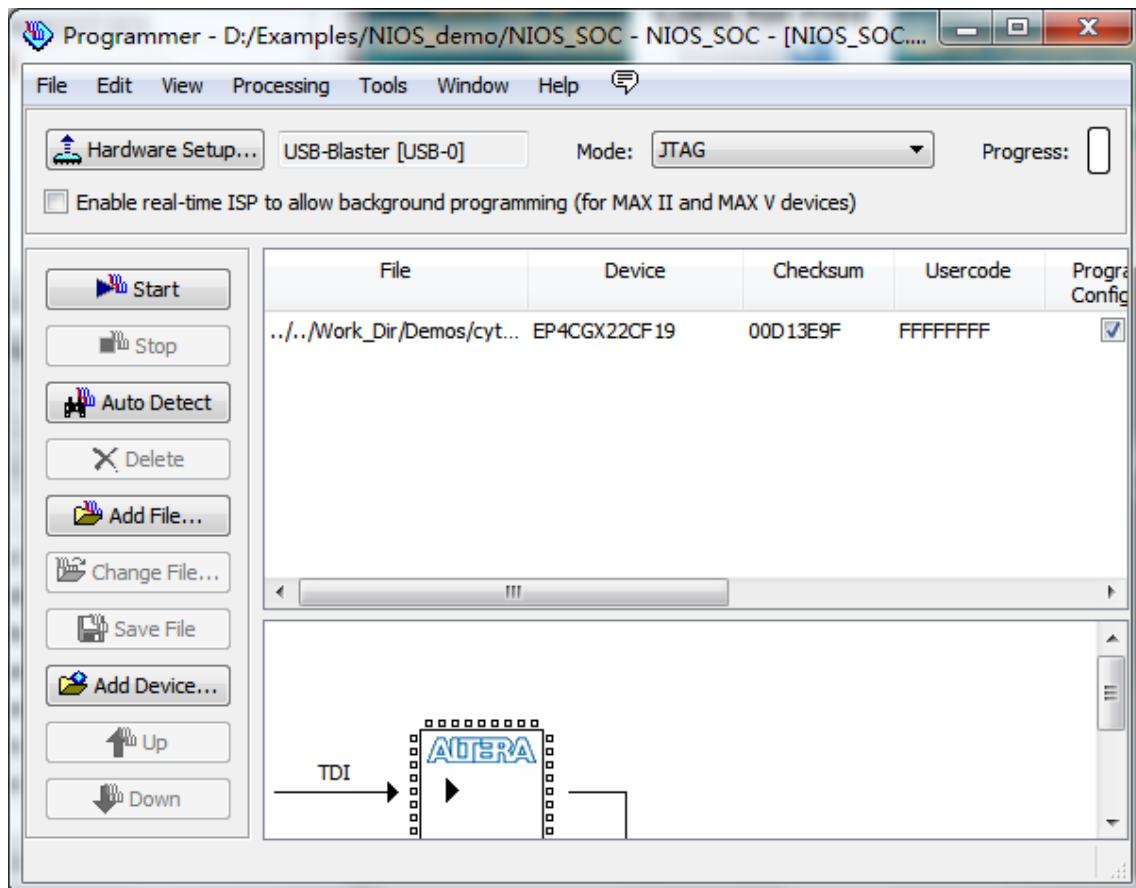 Programmer - D:/Examples/NIOS_demo/NIOS_SOC - NIOS_SOC - [NIOS_SOC....
File Edit View Processing Tools Window Help
Hardware Setup... USB-Blaster [USB-0] Mode: JTAG Progress:
Enable real-time ISP to allow background programming (for MAX II and MAX V devices)
Start
Stop
Auto Detect
Delete
Add File...
Change File...
Save File
Add Device...
Up
Down
File Device Checksum Usercode Progra
Config
../../Work_Dir/Demos/cyt... EP4CGX22CF19 00D13E9F FFFFFFFF
ALTERA
TDI